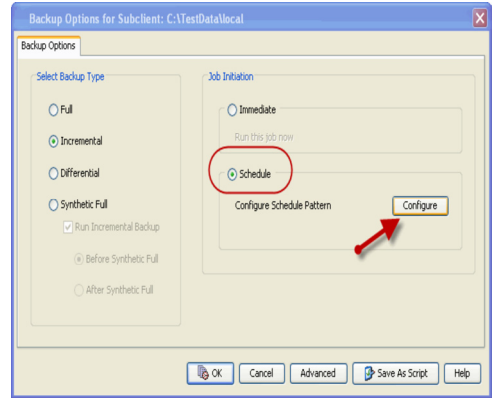 Backup Options for Subclient: C:\TestData\local
Backup Options
Select Backup Type
Full
Incremental
Differential
Synthetic Full
Run Incremental Backup
Before Synthetic Full
After Synthetic Full
Job Initiation
Immediate
Run this job now
Schedule
Configure Schedule Pattern
Configure
OK
Cancel
Advanced
Save As Script
Help